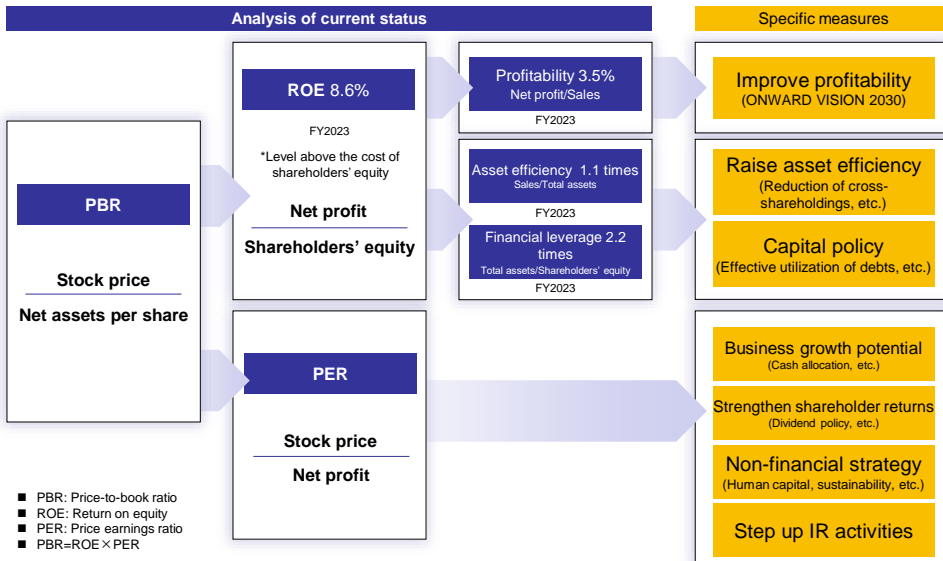 Analysis of current status
Specific measures
PBR
Stock price
Net assets per share
ROE 8.6%
FY2023
*Level above the cost of
shareholders' equity
Net profit
Shareholders' equity
Profitability 3.5%
Net profit/Sales
FY2023
Asset efficiency 1.1 times
Sales/Total assets
FY2023
Financial leverage 2.2
times
Total assets/Shareholders' equity
FY2023
PER
Stock price
Net profit
Improve profitability
(ONWARD VISION 2030)
Raise asset efficiency
(Reduction of cross-
shareholdings, etc.)
Capital policy
(Effective utilization of debts, etc.)
Business growth potential
(Cash allocation, etc.)
Strengthen shareholder returns
(Dividend policy, etc.)
Non-financial strategy
(Human capital, sustainability, etc.)
Step up IR activities
■ PBR: Price-to-book ratio
■ ROE: Return on equity
■ PER: Price earnings ratio
■ PBR=ROE×PER